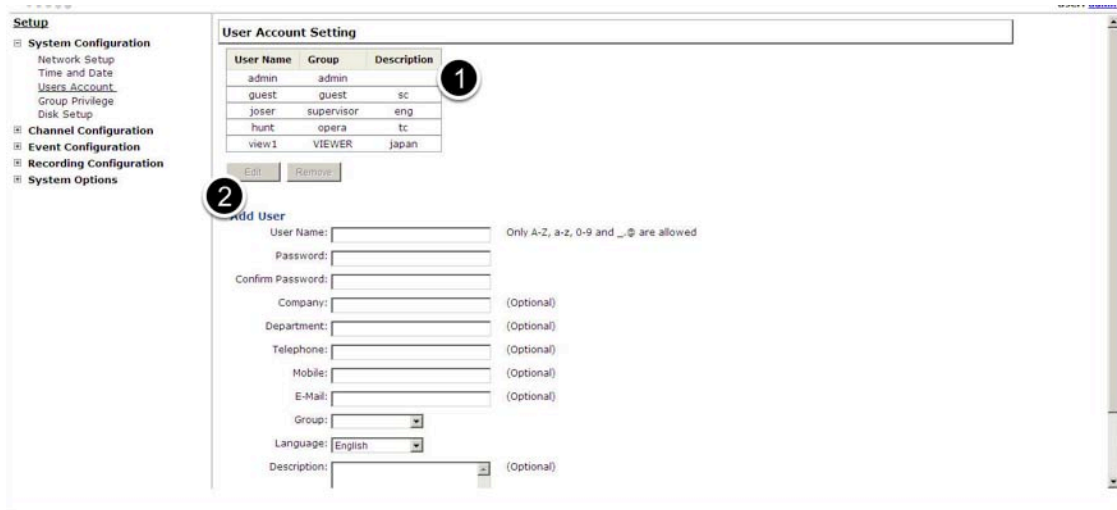 user: admin
Setup
System Configuration
Network Setup
Time and Date
Users Account
Group Privilege
Disk Setup
Channel Configuration
Event Configuration
Recording Configuration
System Options
User Account Setting
User Name Group Description
admin admin
guest guest sc
joser supervisor eng
hunt opera tc
view1 VIEWER japan
1
Edit Remove
2
Add User
User Name: Only A-Z, a-z, 0-9 and _.@ are allowed
Password:
Confirm Password:
Company: (Optional)
Department: (Optional)
Telephone: (Optional)
Mobile: (Optional)
E-Mail: (Optional)
Group:
Language: English
Description: (Optional)